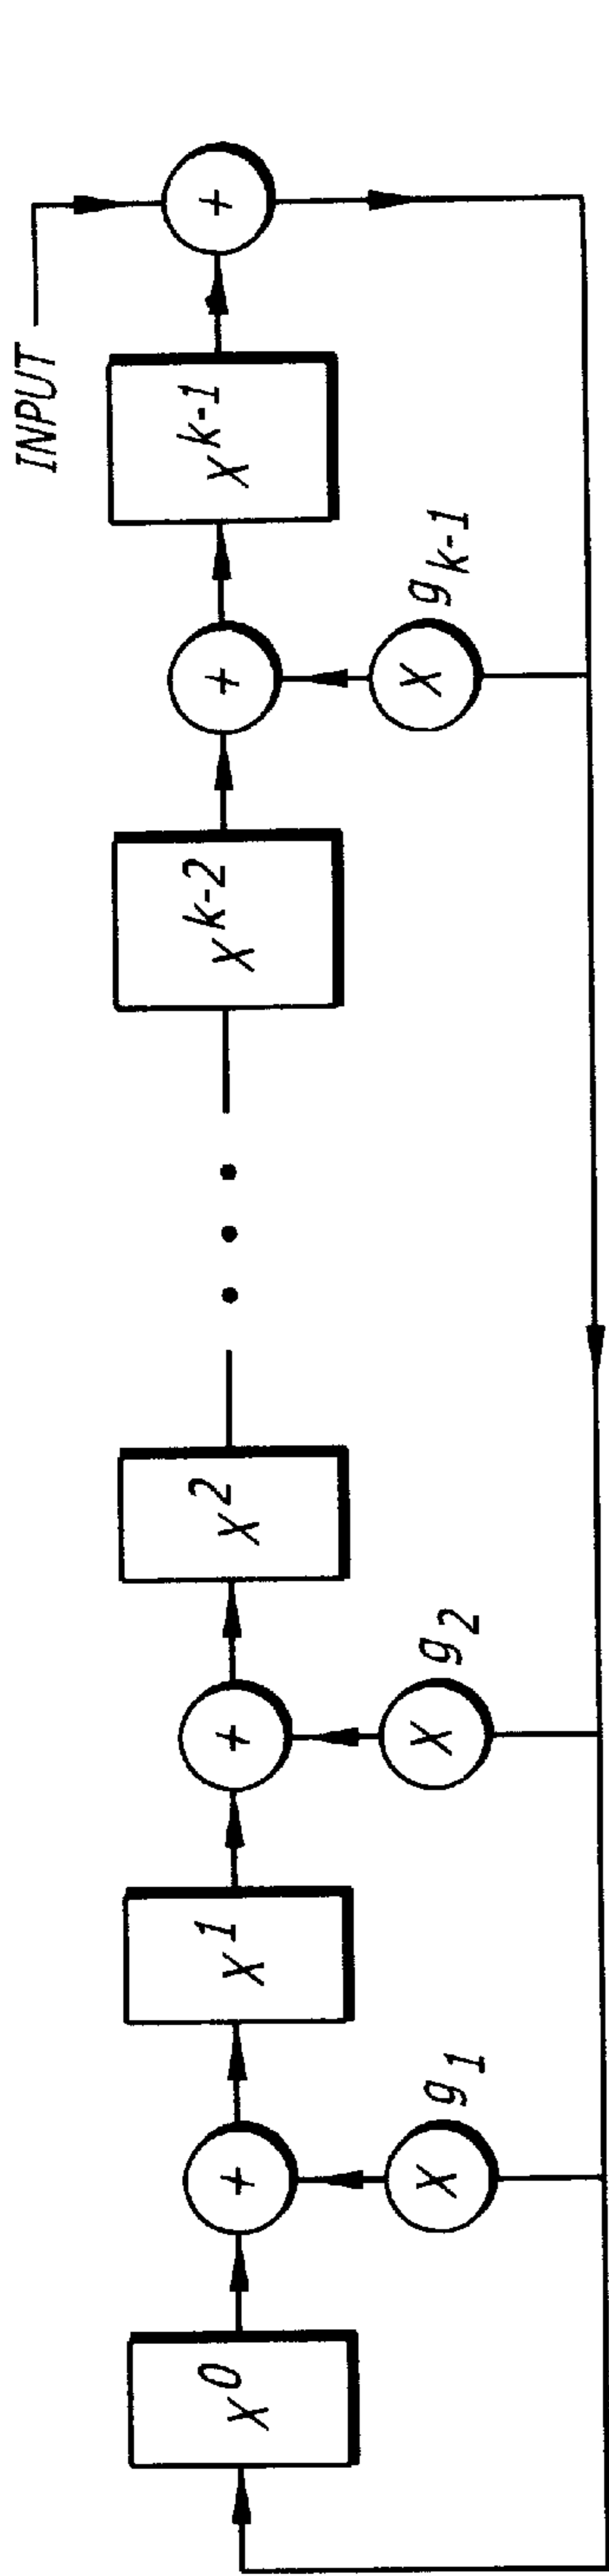 INPUT
X^0
+
X^1
+
X^2
X^{k-2}
+
X^{k-1}
+
X
g_1
X
g_2
X
g_{k-1}